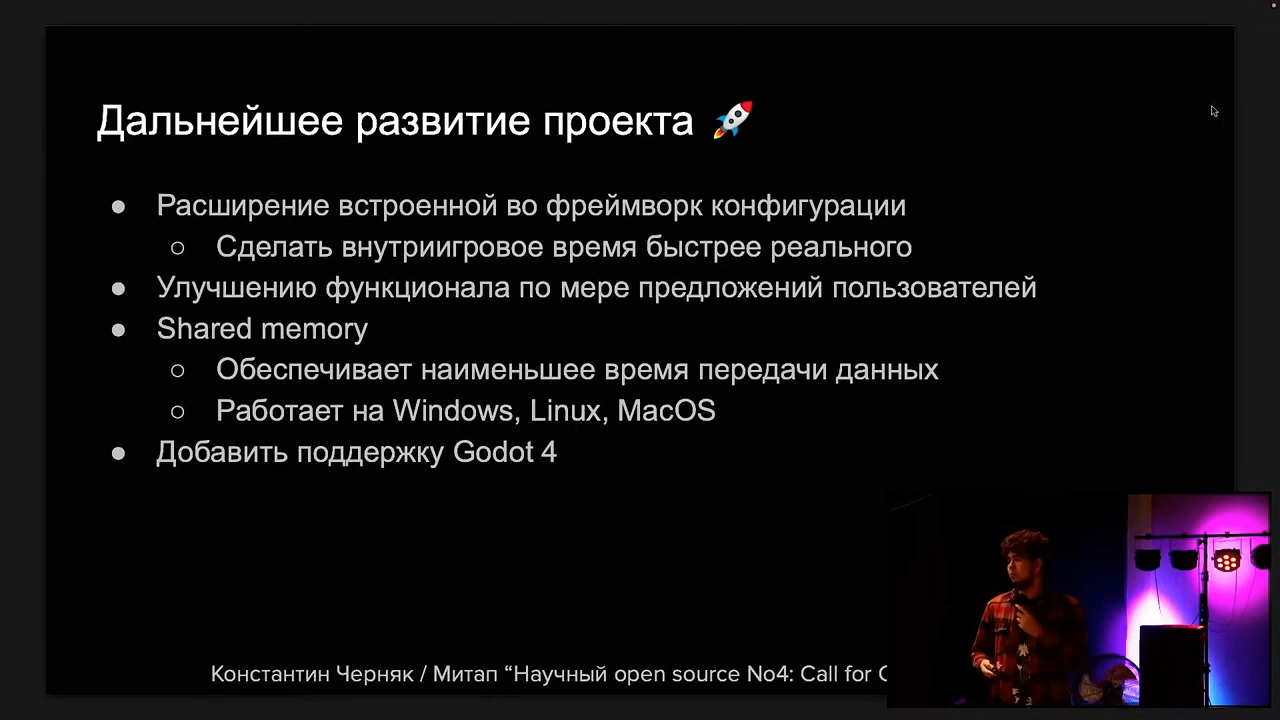 Дальнейшее развитие проекта 🚀
● Расширение встроенной во фреймворк конфигурации
○ Сделать внутриигровое время быстрее реального
● Улучшению функционала по мере предложений пользователей
● Shared memory
○ Обеспечивает наименьшее время передачи данных
○ Работает на Windows, Linux, MacOS
● Добавить поддержку Godot 4
Константин Черняк / Митап “Научный open source No4: Call for